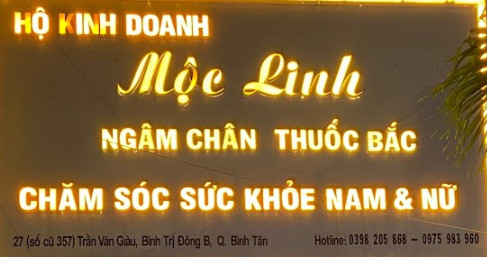 HỘ KINH DOANH
Mộc Linh
NGÂM CHÂN THUỐC BẮC
CHĂM SÓC SỨC KHỎE NAM & NỮ
27 (số cũ 357) Trần Văn Giàu, Bình Trị Đông B, Q. Bình Tân Hotline: 0398 205 868 – 0975 983 960